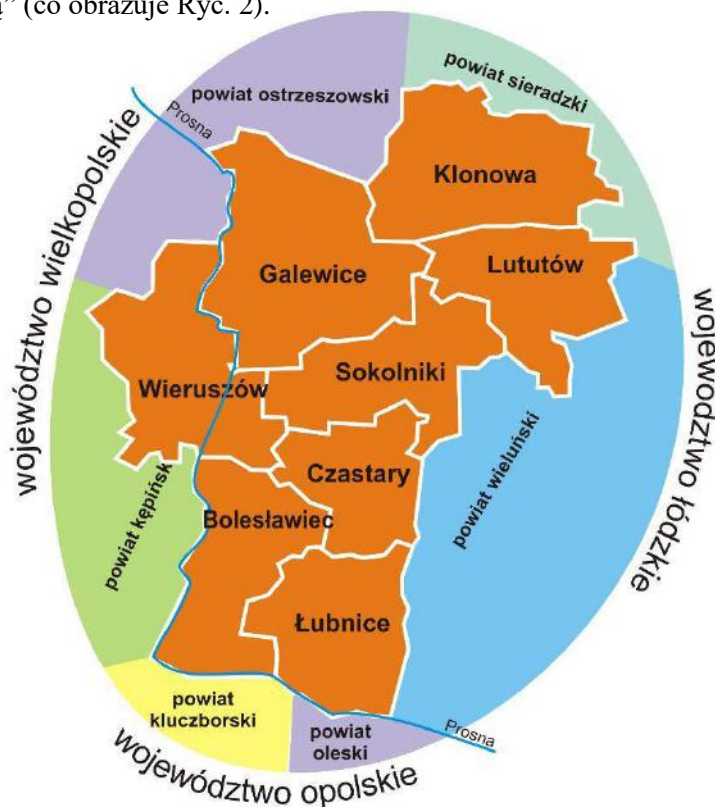 ą” (co obrazuje Ryc. 2).
powiat sieradzki
powiat ostrzeszowski
Prosna
województwo wielkopolskie
Klonowa
Galewice
Lututów
województwo łódzkie
Sokolniki
Wieruszów
powiat wieluński
Czastary
powiat kępińsk
Bolesławiec
Łubnice
powiat
kluczborski
powiat
oleski
Prosna
województwo opolskie